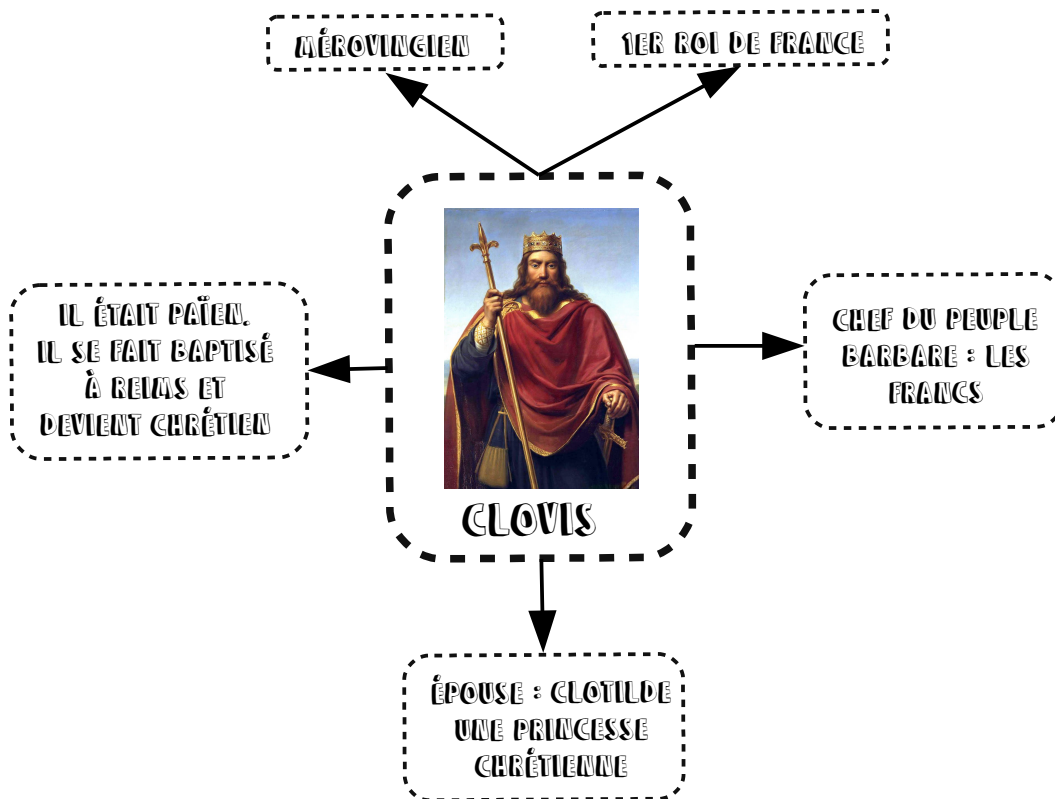 MÉROVINGIEN
1ER ROI DE FRANCE
IL ÉTAIT PAÏEN.
IL SE FAIT BAPTISÉ
À REIMS ET
DEVIENT CHRÉTIEN
CHEF DU PEUPLE
BARBARE : LES
FRANCS
CLOVIS
ÉPOUSE : CLOTILDE
UNE PRINCESSE
CHRÉTIENNE